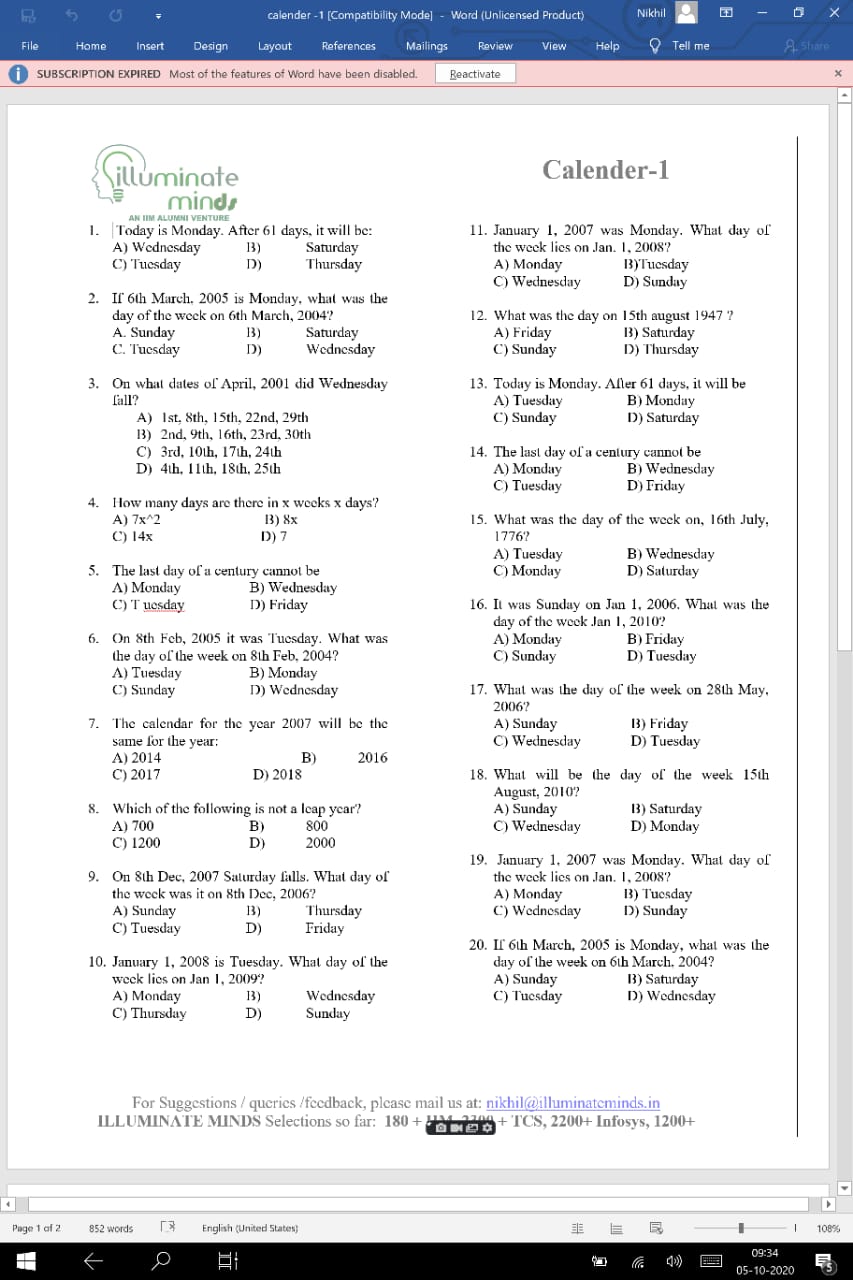 calender -1 [Compatibility Mode] - Word (Unlicensed Product)
Nikhil
File Home Insert Design Layout References Mailings Review View Help Tell me Share
SUBSCRIPTION EXPIRED Most of the features of Word have been disabled. Reactivate
illuminate
minds
AN IIM ALUMNI VENTURE
Calender-1
1. Today is Monday. After 61 days, it will be:
A) Wednesday B) Saturday
C) Tuesday D) Thursday
2. If 6th March, 2005 is Monday, what was the
day of the week on 6th March, 2004?
A. Sunday B) Saturday
C. Tuesday D) Wednesday
3. On what dates of April, 2001 did Wednesday
fall?
A) 1st, 8th, 15th, 22nd, 29th
B) 2nd, 9th, 16th, 23rd, 30th
C) 3rd, 10th, 17th, 24th
D) 4th, 11th, 18th, 25th
4. How many days are there in x weeks x days?
A) 7x^2 B) 8x
C) 14x D) 7
5. The last day of a century cannot be
A) Monday B) Wednesday
C) T uesday D) Friday
6. On 8th Feb, 2005 it was Tuesday. What was
the day of the week on 8th Feb, 2004?
A) Tuesday B) Monday
C) Sunday D) Wednesday
7. The calendar for the year 2007 will be the
same for the year:
A) 2014 B) 2016
C) 2017 D) 2018
8. Which of the following is not a leap year?
A) 700 B) 800
C) 1200 D) 2000
9. On 8th Dec, 2007 Saturday falls. What day of
the week was it on 8th Dec, 2006?
A) Sunday B) Thursday
C) Tuesday D) Friday
10. January 1, 2008 is Tuesday. What day of the
week lies on Jan 1, 2009?
A) Monday B) Wednesday
C) Thursday D) Sunday
11. January 1, 2007 was Monday. What day of
the week lies on Jan. 1, 2008?
A) Monday B)Tuesday
C) Wednesday D) Sunday
12. What was the day on 15th august 1947 ?
A) Friday B) Saturday
C) Sunday D) Thursday
13. Today is Monday. After 61 days, it will be
A) Tuesday B) Monday
C) Sunday D) Saturday
14. The last day of a century cannot be
A) Monday B) Wednesday
C) Tuesday D) Friday
15. What was the day of the week on, 16th July,
1776?
A) Tuesday B) Wednesday
C) Monday D) Saturday
16. It was Sunday on Jan 1, 2006. What was the
day of the week Jan 1, 2010?
A) Monday B) Friday
C) Sunday D) Tuesday
17. What was the day of the week on 28th May,
2006?
A) Sunday B) Friday
C) Wednesday D) Tuesday
18. What will be the day of the week 15th
August, 2010?
A) Sunday B) Saturday
C) Wednesday D) Monday
19. January 1, 2007 was Monday. What day of
the week lies on Jan. 1, 2008?
A) Monday B) Tuesday
C) Wednesday D) Sunday
20. If 6th March, 2005 is Monday, what was the
day of the week on 6th March, 2004?
A) Sunday B) Saturday
C) Tuesday D) Wednesday
For Suggestions / queries /feedback, please mail us at: nikhil@illuminateminds.in
ILLUMINATE MINDS Selections so far: 180 + + TCS, 2200+ Infosys, 1200+
Page 1 of 2 852 words English (United States) 108%
09:34
05-10-2020
5